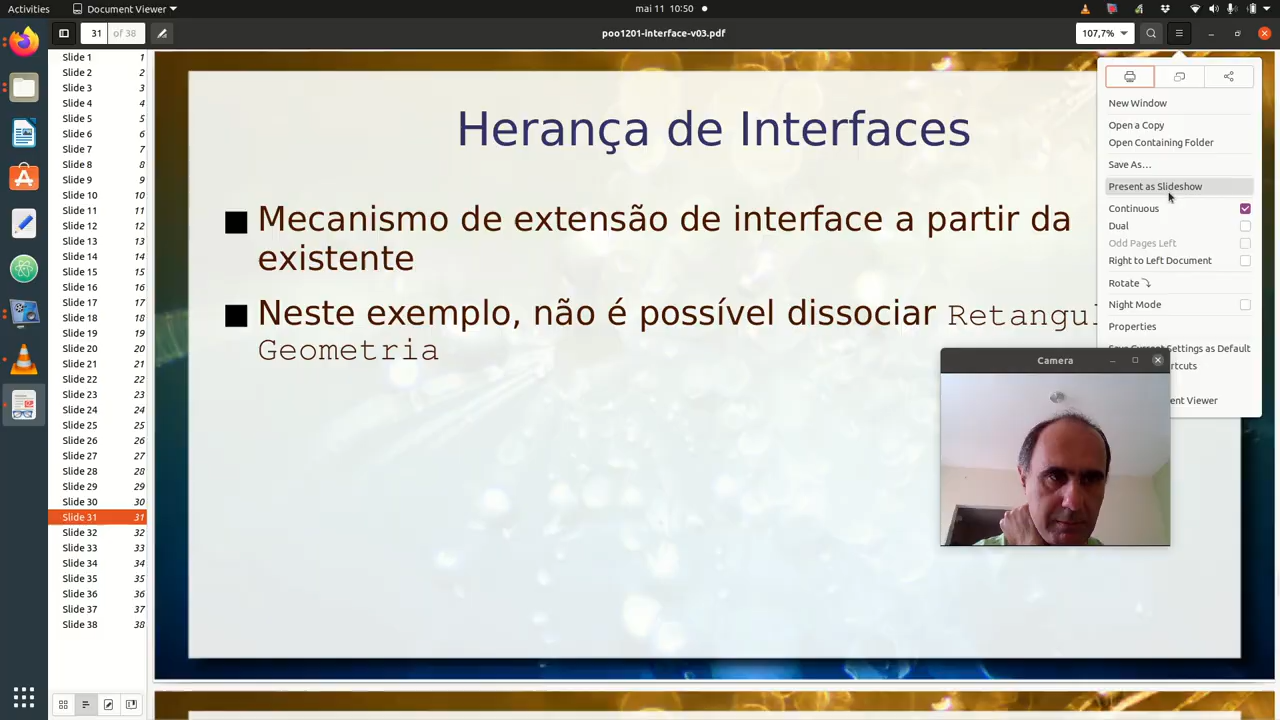 Activities
Document Viewer
mai 11 10:50
31
of 38
poo1201-interface-v03.pdf
107,7%
Slide 1 1
Slide 2 2
Slide 3 3
Slide 4 4
Slide 5 5
Slide 6 6
Slide 7 7
Slide 8 8
Slide 9 9
Slide 10 10
Slide 11 11
Slide 12 12
Slide 13 13
Slide 14 14
Slide 15 15
Slide 16 16
Slide 17 17
Slide 18 18
Slide 19 19
Slide 20 20
Slide 21 21
Slide 22 22
Slide 23 23
Slide 24 24
Slide 25 25
Slide 26 26
Slide 27 27
Slide 28 28
Slide 29 29
Slide 30 30
Slide 31 31
Slide 32 32
Slide 33 33
Slide 34 34
Slide 35 35
Slide 36 36
Slide 37 37
Slide 38 38
Herança de Interfaces
Mecanismo de extensão de interface a partir da
existente
Neste exemplo, não é possível dissociar
Geometria
New Window
Open a Copy
Open Containing Folder
Save As...
Present as Slideshow
Continuous
Dual
Odd Pages Left
Right to Left Document
Rotate
Night Mode
Properties
Save Current Settings as Default
Viewer
Camera